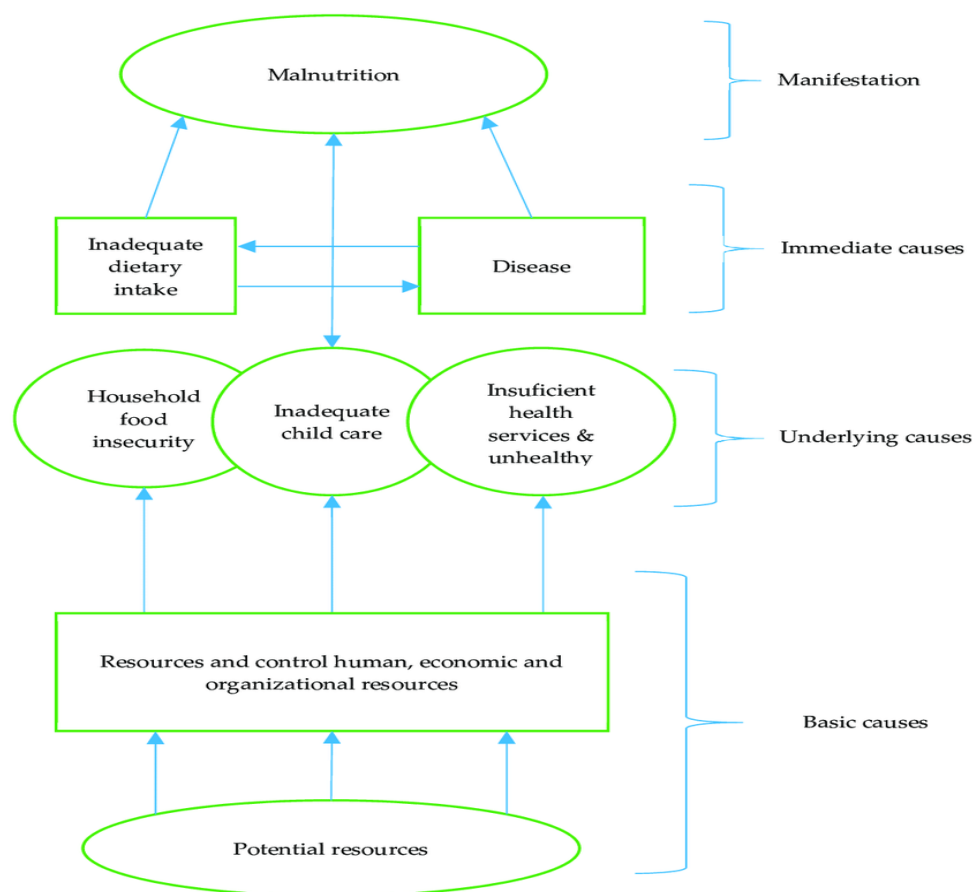 Malnutrition
Manifestation
Inadequate
dietary
intake
Disease
Immediate causes
Household
food
insecurity
Inadequate
child care
Insuficient
health
services &
unhealthy
Underlying causes
Resources and control human, economic and
organizational resources
Basic causes
Potential resources